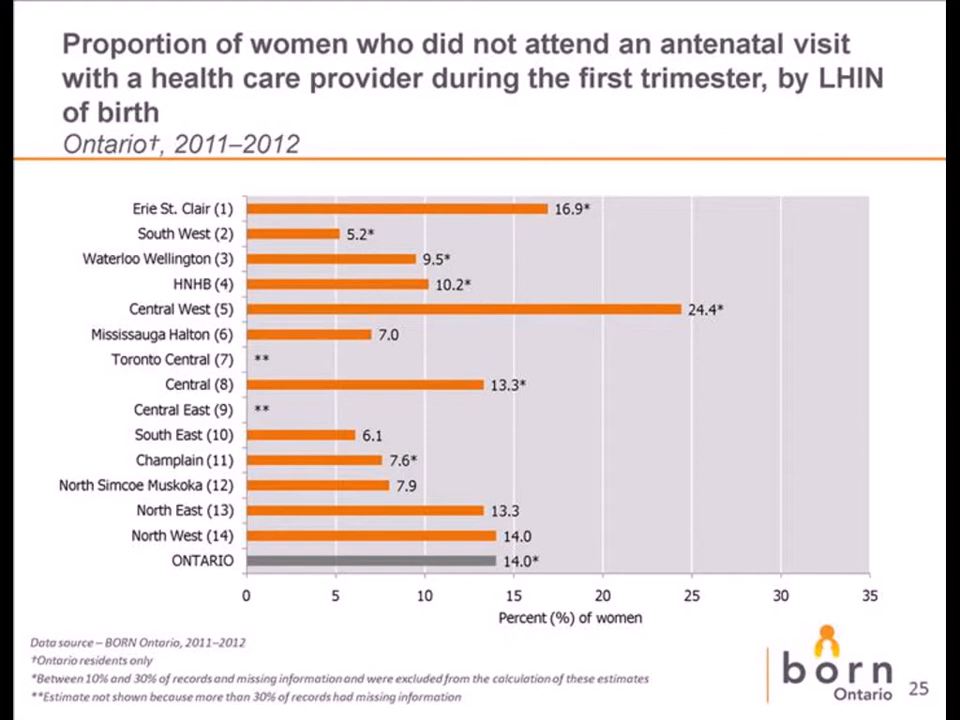 Proportion of women who did not attend an antenatal visit
with a health care provider during the first trimester, by LHIN
of birth
Ontario†, 2011–2012
Erie St. Clair (1) 16.9*
South West (2) 5.2*
Waterloo Wellington (3) 9.5*
HNHB (4) 10.2*
Central West (5) 24.4*
Mississauga Halton (6) 7.0
Toronto Central (7) **
Central (8) 13.3*
Central East (9) **
South East (10) 6.1
Champlain (11) 7.6*
North Simcoe Muskoka (12) 7.9
North East (13) 13.3
North West (14) 14.0
ONTARIO 14.0*
0 5 10 15 20 25 30 35
Percent (%) of women
Data source – BORN Ontario, 2011–2012
†Ontario residents only
*Between 10% and 30% of records and missing information and were excluded from the calculation of these estimates
**Estimate not shown because more than 30% of records had missing information
born
Ontario
25